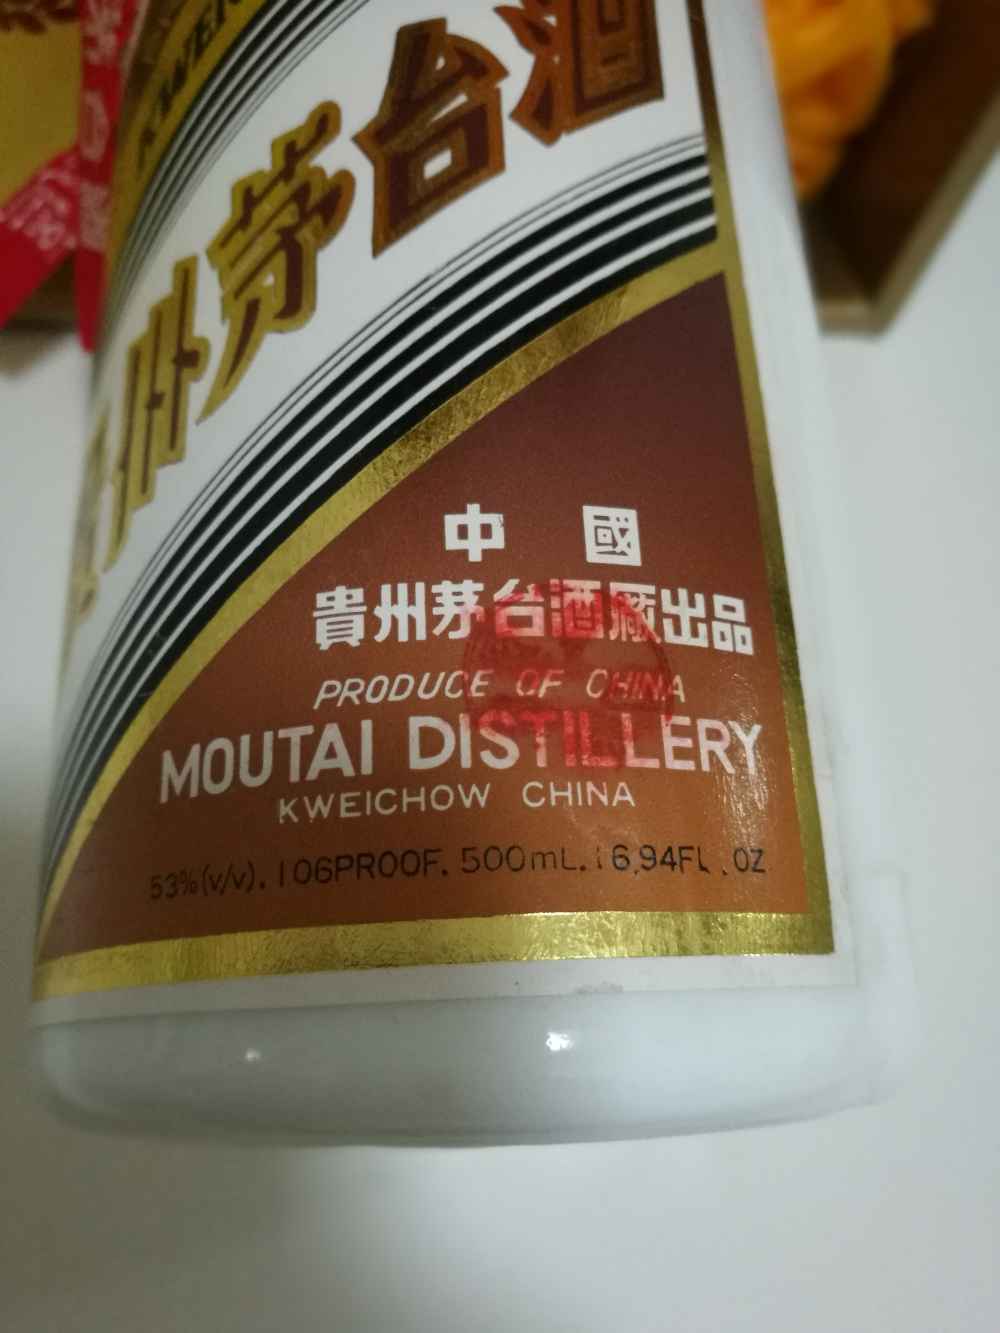 州茅台酒
中國
貴州茅台酒廠出品
PRODUCE OF CHINA
MOUTAI DISTILLERY
KWEICHOW CHINA
53%(v/v). 106PROOF. 500mL. 16.94FL.OZ